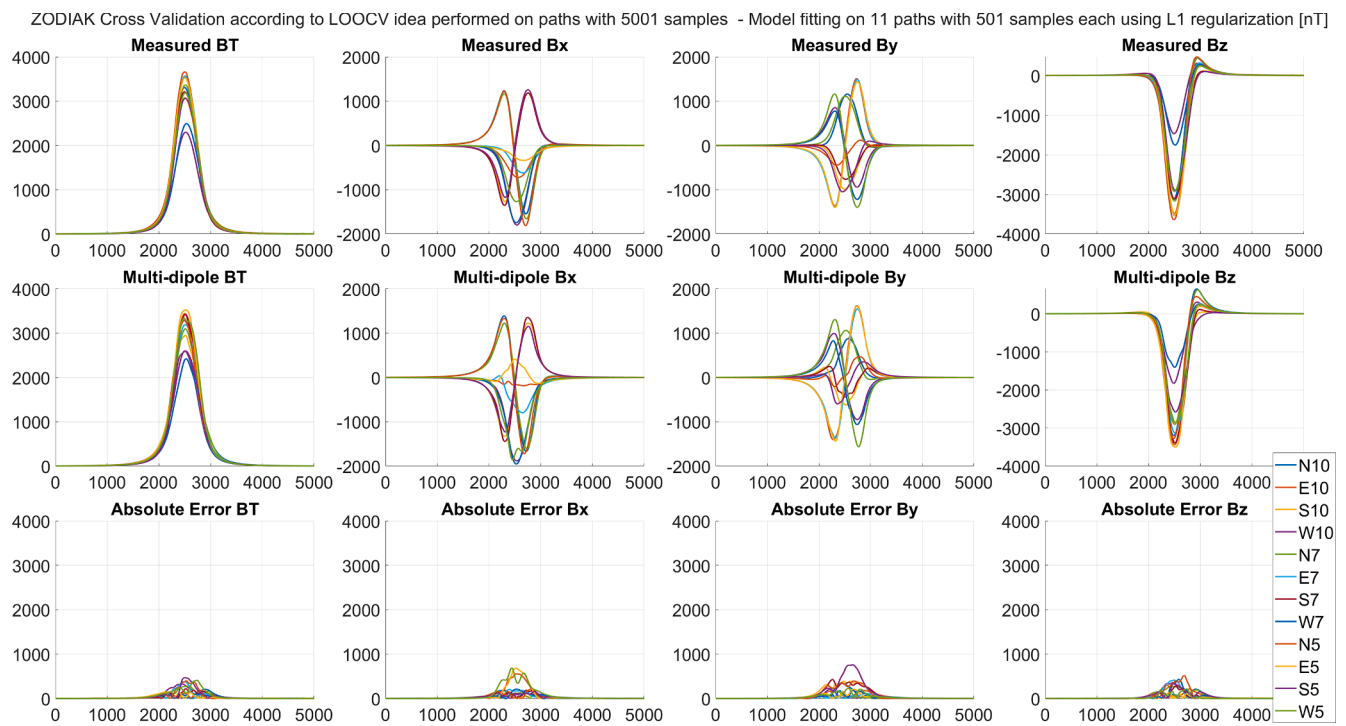 ZODIAK Cross Validation according to LOOCV idea performed on paths with 5001 samples - Model fitting on 11 paths with 501 samples each using L1 regularization [nT]
Measured BT
Measured Bx
Measured By
Measured Bz
4000
3000
2000
1000
0
0 1000 2000 3000 4000 5000
2000
1000
0
-1000
-2000
0 1000 2000 3000 4000 5000
2000
1000
0
-1000
-2000
0 1000 2000 3000 4000 5000
0
-1000
-2000
-3000
-4000
0 1000 2000 3000 4000 5000
Multi-dipole BT
Multi-dipole Bx
Multi-dipole By
Multi-dipole Bz
4000
3000
2000
1000
0
0 1000 2000 3000 4000 5000
2000
1000
0
-1000
-2000
0 1000 2000 3000 4000 5000
2000
1000
0
-1000
-2000
0 1000 2000 3000 4000 5000
0
-1000
-2000
-3000
-4000
0 1000 2000 3000 4000
Absolute Error BT
Absolute Error Bx
Absolute Error By
Absolute Error Bz
4000
3000
2000
1000
0
0 1000 2000 3000 4000 5000
4000
3000
2000
1000
0
0 1000 2000 3000 4000 5000
4000
3000
2000
1000
0
0 1000 2000 3000 4000 5000
4000
3000
2000
1000
0
0 1000 2000 3000 4000
N10
E10
S10
W10
N7
E7
S7
W7
N5
E5
S5
W5